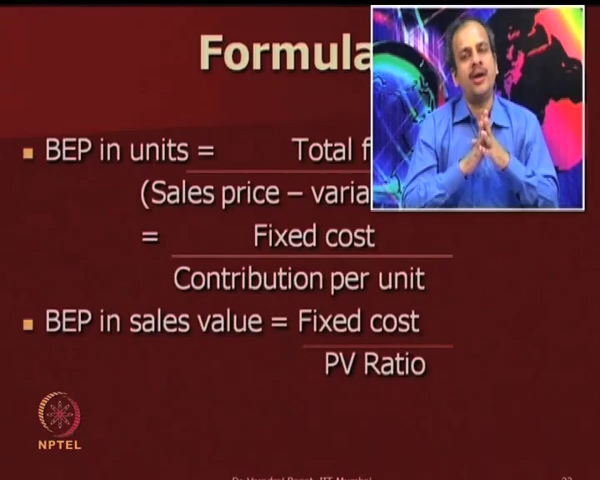 Formula
BEP in units = Total f
(Sales price – varia
= Fixed cost
Contribution per unit
BEP in sales value = Fixed cost
PV Ratio
NPTEL